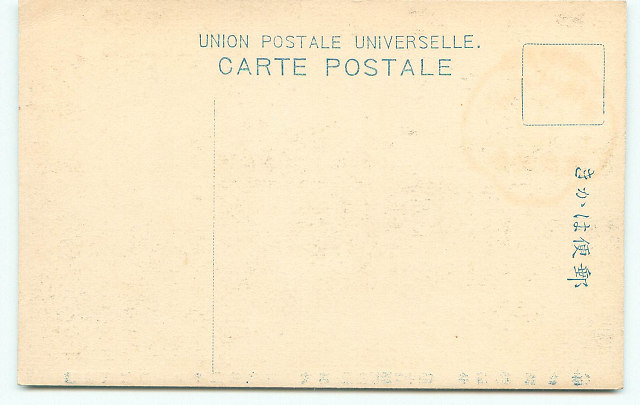 UNION POSTALE UNIVERSELLE.
CARTE POSTALE
きかは便郵